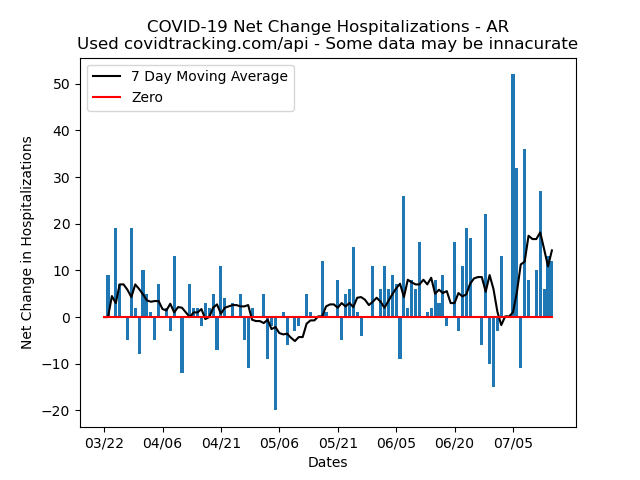 COVID-19 Net Change Hospitalizations - AR
Used covidtracking.com/api - Some data may be innacurate
7 Day Moving Average
Zero
Net Change in Hospitalizations
50
40
30
20
10
0
−10
−20
03/22 04/06 04/21 05/06 05/21 06/05 06/20 07/05
Dates